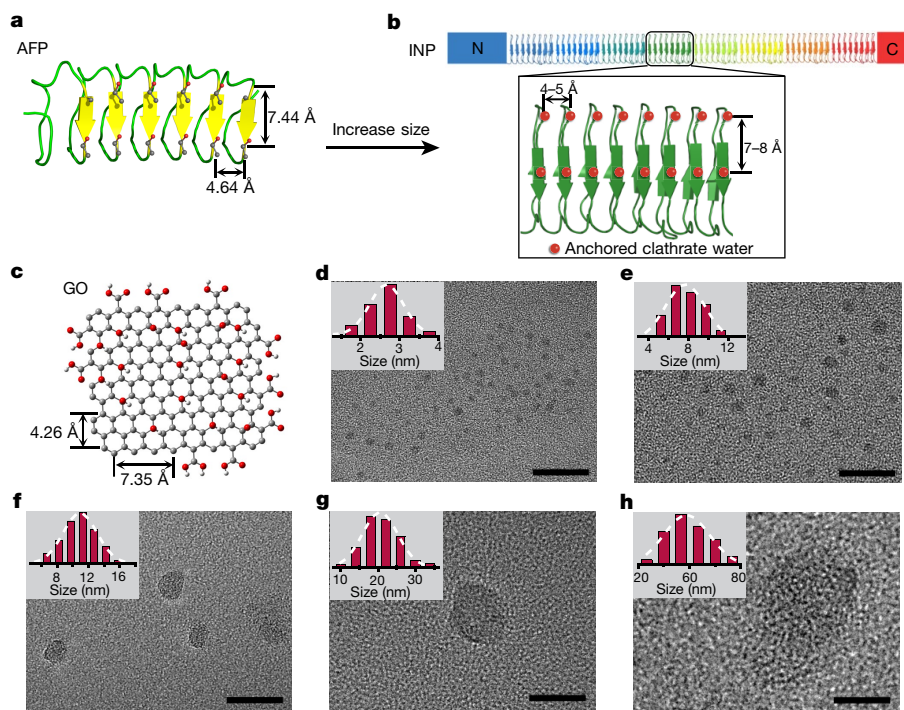 a
AFP
7.44 Å
4.64 Å
Increase size
b
INP
N
C
4–5 Å
7–8 Å
Anchored clathrate water
c
GO
4.26 Å
7.35 Å
d
2 3 4
Size (nm)
e
4 8 12
Size (nm)
f
8 12 16
Size (nm)
g
10 20 30
Size (nm)
h
20 40 60 80
Size (nm)